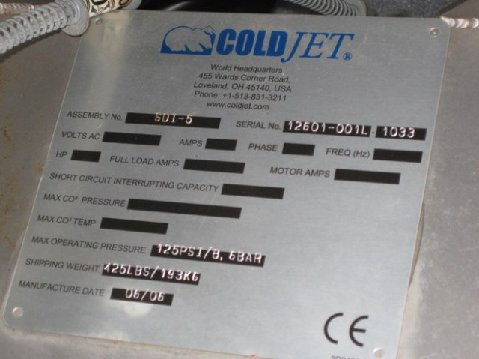 COLDJET®
World Headquarters
455 Wards Corner Road,
Loveland, OH 45140, USA
Phone: +1-513-831-3211
www.coldjet.com
ASSEMBLY No. SDI-5 SERIAL No. 12601-001L 1033
VOLTS AC AMPS PHASE FREQ (Hz)
HP FULL LOAD AMPS MOTOR AMPS
SHORT CIRCUIT INTERRUPTING CAPACITY
MAX CO² PRESSURE
MAX CO² TEMP
MAX OPERATING PRESSURE 125PSI/8.6BAR
SHIPPING WEIGHT 425LBS/193KG
MANUFACTURE DATE 06/06
CE